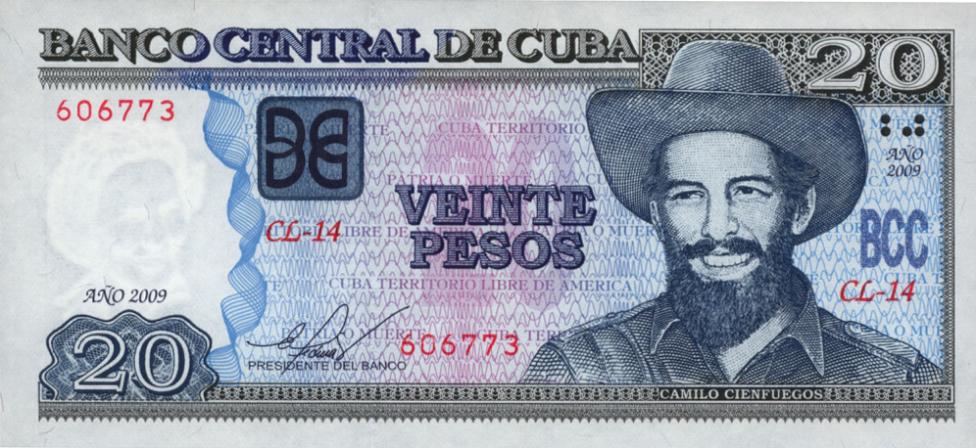 BANCO CENTRAL DE CUBA
20
606773
CUBA TERRITORIO
AÑO
2009
PATRIA O MUERTE
VEINTE
PESOS
BCC
CL-14
CL-14
CUBA TERRITORIO LIBRE DE AMERICA
AÑO 2009
606773
20
PRESIDENTE DEL BANCO
CAMILO CIENFUEGOS